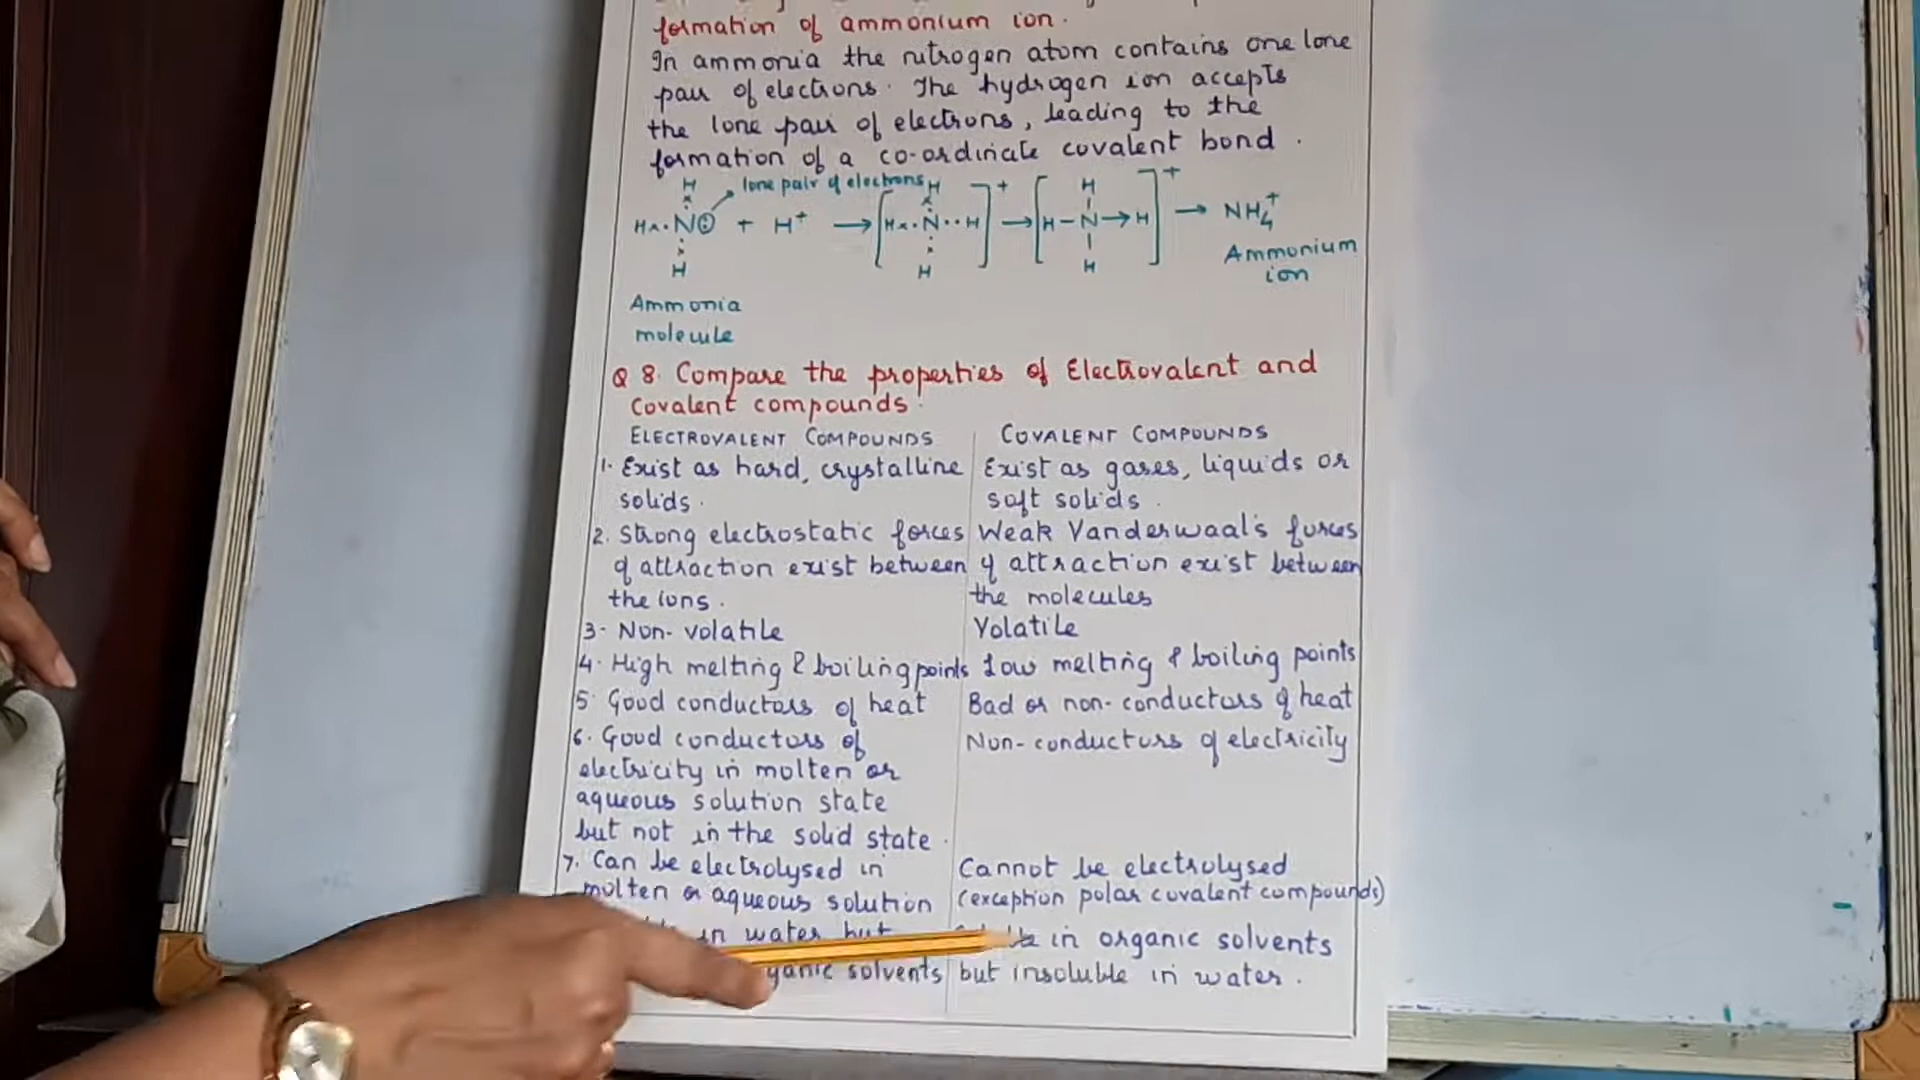 formation of ammonium ion.
In ammonia the nitrogen atom contains one lone
pair of electrons. The hydrogen ion accepts
the lone pair of electrons, leading to the
formation of a co-ordinate covalent bond.
H lone pair of electrons H + H +
H×·N + H⁺ → [H×·N··H] → [H–N→H] → NH₄⁺
H H H
Ammonium
ion
Ammonia
molecule
Q 8. Compare the properties of Electrovalent and
Covalent compounds.
ELECTROVALENT COMPOUNDS COVALENT COMPOUNDS
1. Exist as hard, crystalline Exist as gases, liquids or
solids. soft solids.
2. Strong electrostatic forces Weak Vanderwaal's forces
of attraction exist between of attraction exist between
the ions. the molecules
3- Non-volatile Volatile
4. High melting & boiling points Low melting & boiling points
5. Good conductors of heat Bad or non-conductors of heat
6. Good conductors of Non-conductors of electricity
electricity in molten or
aqueous solution state
but not in the solid state.
7. Can be electrolysed in Cannot be electrolysed
molten or aqueous solution (exception polar covalent compounds)
in water but in organic solvents
solvents but insoluble in water.